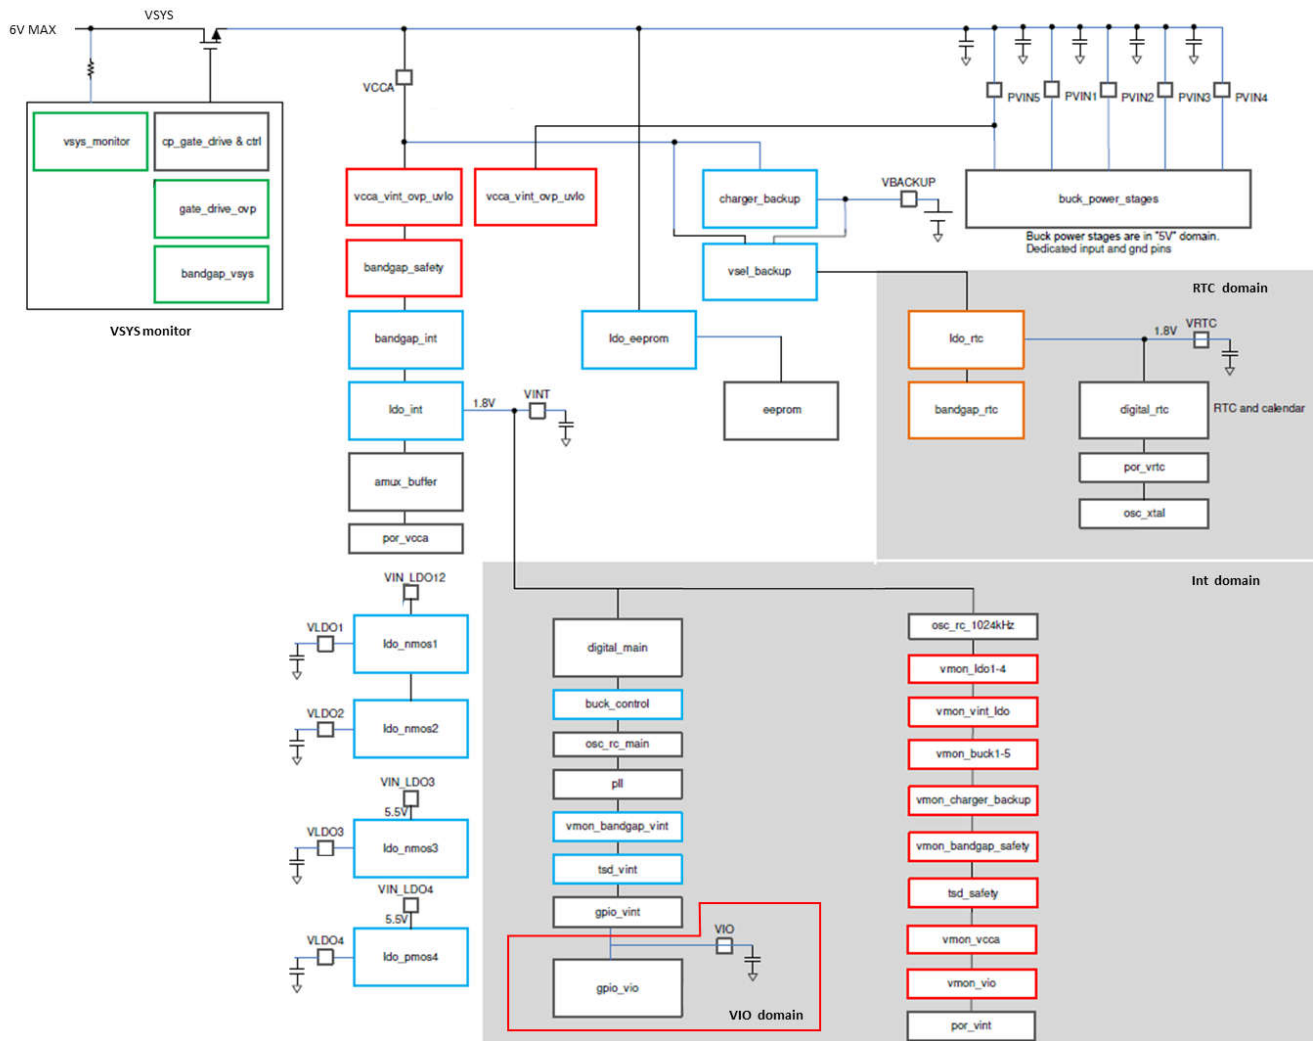 VSYS
6V MAX
VCCA
PVIN5
PVIN1
PVIN2
PVIN3
PVIN4
vsys_monitor
cp_gate_drive & ctrl
gate_drive_ovp
bandgap_vsys
VSYS monitor
vcca_vint_ovp_uvlo
vcca_vint_ovp_uvlo
charger_backup
VBACKUP
buck_power_stages
Buck power stages are in "5V" domain.
Dedicated input and gnd pins
bandgap_safety
vsel_backup
RTC domain
bandgap_int
ldo_eeprom
ldo_rtc
1.8V
VRTC
ldo_int
1.8V
VINT
eeprom
bandgap_rtc
digital_rtc
RTC and calendar
amux_buffer
por_vrtc
osc_xtal
por_vcca
Int domain
VIN_LDO12
VLDO1
ldo_nmos1
VLDO2
ldo_nmos2
VIN_LDO3
5.5V
VLDO3
ldo_nmos3
VIN_LDO4
5.5V
VLDO4
ldo_pmos4
digital_main
buck_control
osc_rc_main
pll
vmon_bandgap_vint
tsd_vint
gpio_vint
VIO
gpio_vio
VIO domain
osc_rc_1024kHz
vmon_ldo1-4
vmon_vint_ldo
vmon_buck1-5
vmon_charger_backup
vmon_bandgap_safety
tsd_safety
vmon_vcca
vmon_vio
por_vint